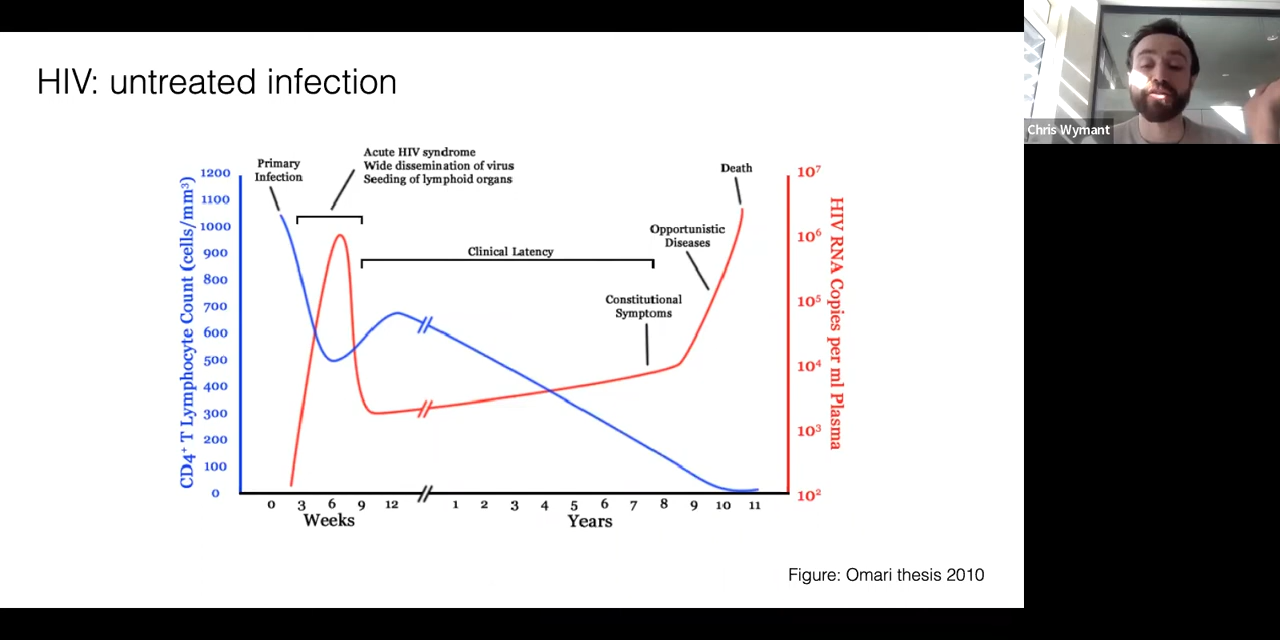 HIV: untreated infection
Primary
Infection
Acute HIV syndrome
Wide dissemination of virus
Seeding of lymphoid organs
Death
Opportunistic
Diseases
Clinical Latency
Constitutional
Symptoms
CD4⁺ T Lymphocyte Count (cells/mm³)
1200
1100
1000
900
800
700
600
500
400
300
200
100
0
10⁷
10⁶
10⁵
10⁴
10³
10²
HIV RNA Copies per ml Plasma
0 3 6 9 12 1 2 3 4 5 6 7 8 9 10 11
Weeks Years
Figure: Omari thesis 2010
Chris Wymant